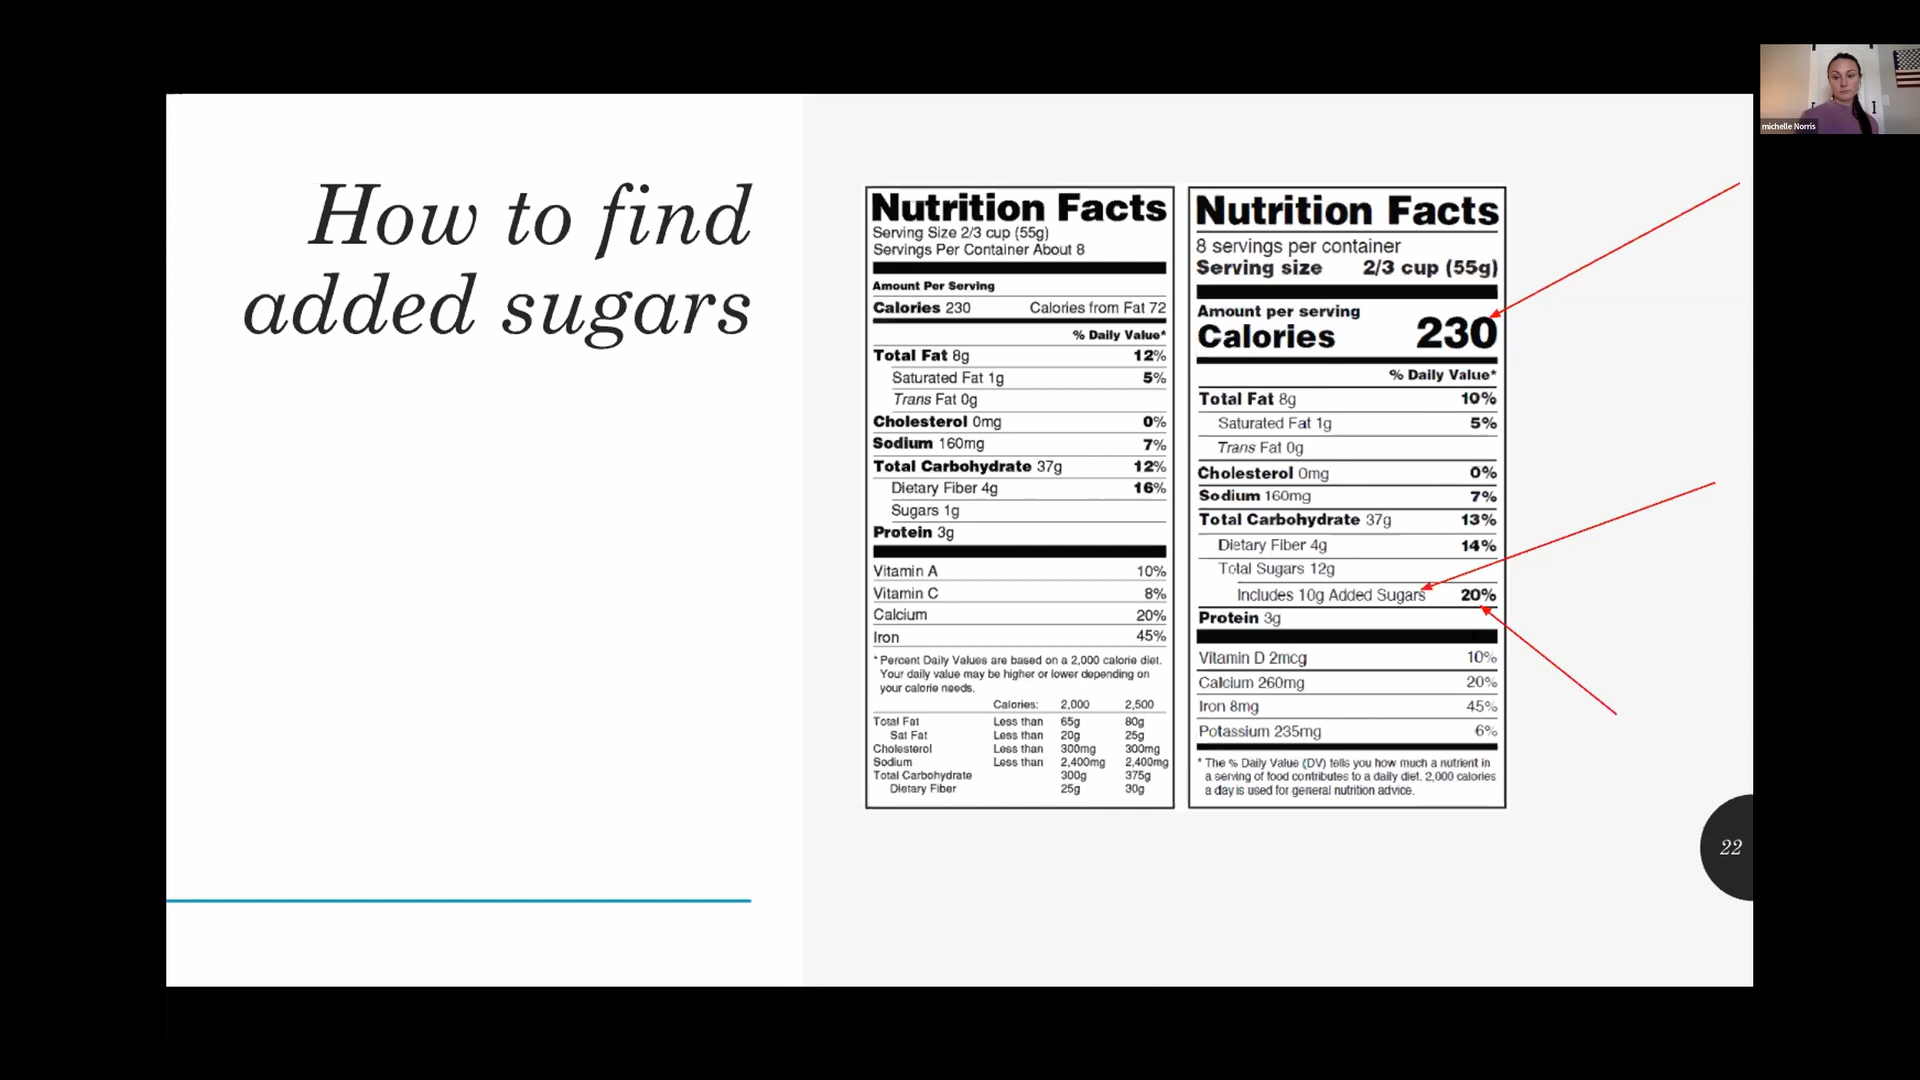 How to find
added sugars
Nutrition Facts
Serving Size 2/3 cup (55g)
Servings Per Container About 8
Amount Per Serving
Calories 230 Calories from Fat 72
% Daily Value*
Total Fat 8g 12%
Saturated Fat 1g 5%
Trans Fat 0g
Cholesterol 0mg 0%
Sodium 160mg 7%
Total Carbohydrate 37g 12%
Dietary Fiber 4g 16%
Sugars 1g
Protein 3g
Vitamin A 10%
Vitamin C 8%
Calcium 20%
Iron 45%
* Percent Daily Values are based on a 2,000 calorie diet.
Your daily value may be higher or lower depending on
your calorie needs.
Calories: 2,000 2,500
Total Fat Less than 65g 80g
Sat Fat Less than 20g 25g
Cholesterol Less than 300mg 300mg
Sodium Less than 2,400mg 2,400mg
Total Carbohydrate 300g 375g
Dietary Fiber 25g 30g
Nutrition Facts
8 servings per container
Serving size 2/3 cup (55g)
Amount per serving
Calories 230
% Daily Value*
Total Fat 8g 10%
Saturated Fat 1g 5%
Trans Fat 0g
Cholesterol 0mg 0%
Sodium 160mg 7%
Total Carbohydrate 37g 13%
Dietary Fiber 4g 14%
Total Sugars 12g
Includes 10g Added Sugars 20%
Protein 3g
Vitamin D 2mcg 10%
Calcium 260mg 20%
Iron 8mg 45%
Potassium 235mg 6%
* The % Daily Value (DV) tells you how much a nutrient in
a serving of food contributes to a daily diet. 2,000 calories
a day is used for general nutrition advice.
22
michelle Norris